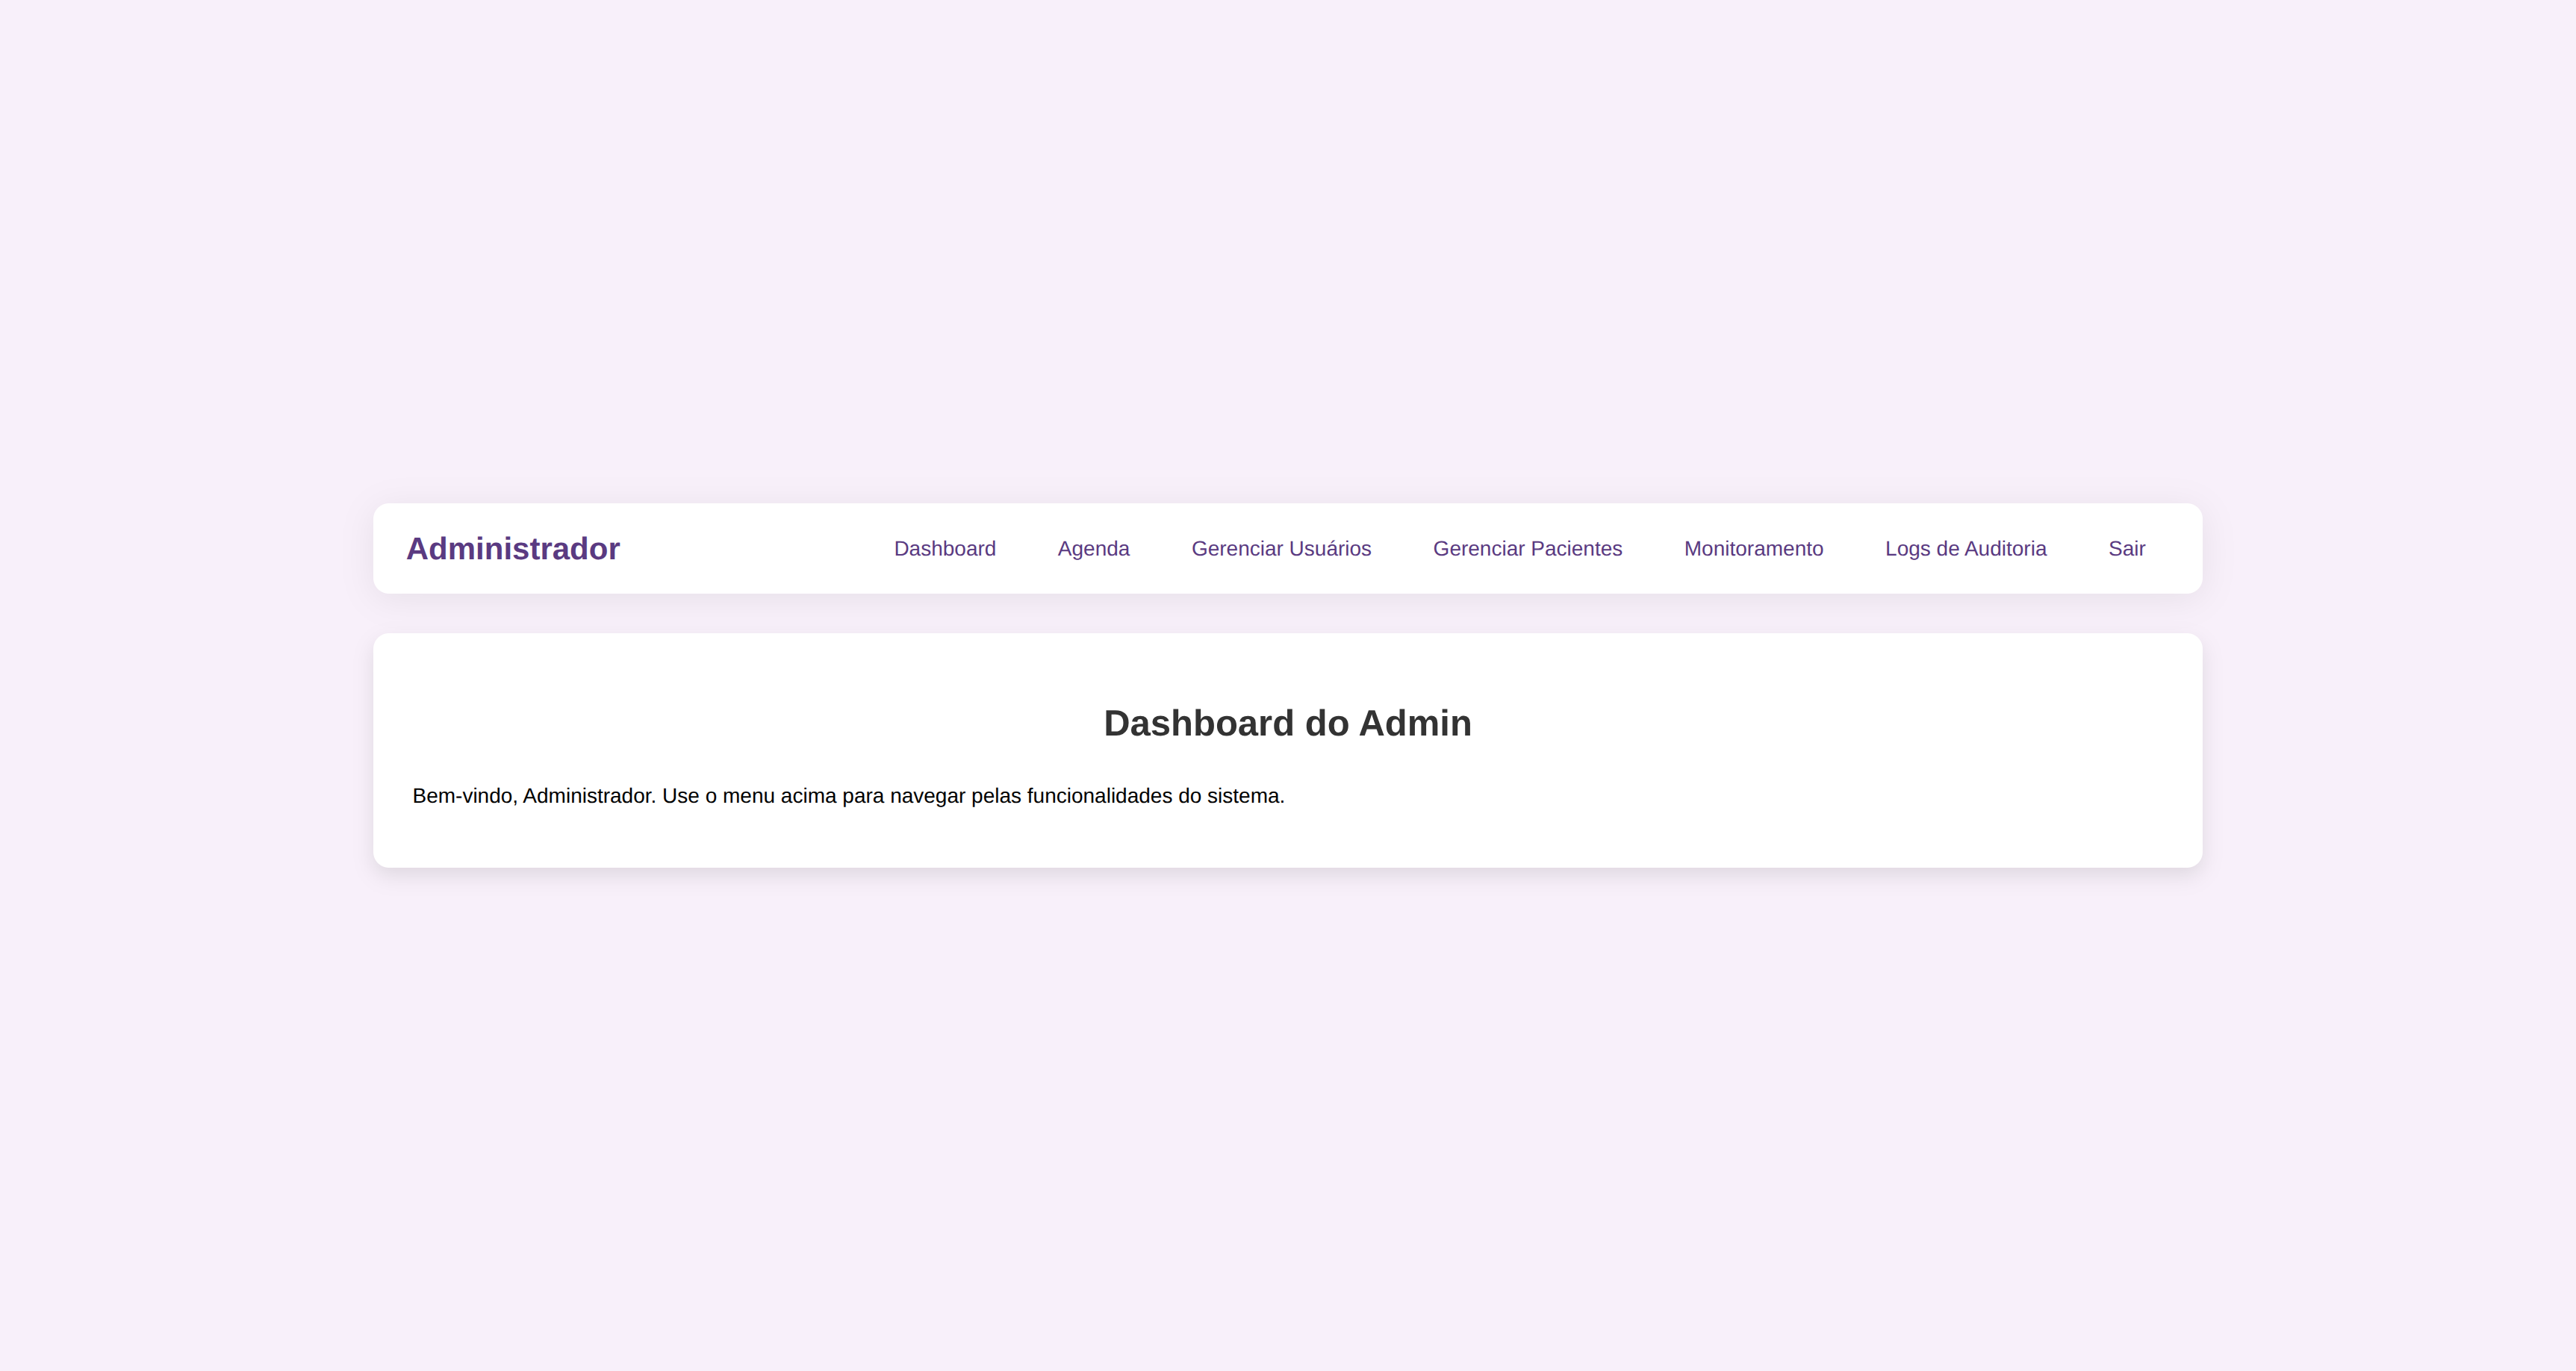 Administrador Dashboard Agenda Gerenciar Usuários Gerenciar Pacientes Monitoramento Logs de Auditoria Sair
Dashboard do Admin
Bem-vindo, Administrador. Use o menu acima para navegar pelas funcionalidades do sistema.